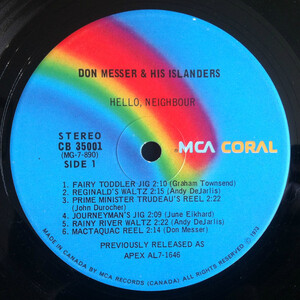 DON MESSER & HIS ISLANDERS
HELLO, NEIGHBOUR
STEREO
CB 35001
(MG-7-890)
SIDE 1
MCA CORAL
1. FAIRY TODDLER JIG 2:10 (Graham Townsend)
2. REGINALD'S WALTZ 2:15 (Andy DeJarlis)
3. PRIME MINISTER TRUDEAU'S REEL 2:22
(John Durocher)
4. JOURNEYMAN'S JIG 2:09 (June Eikhard)
5. RAINY RIVER WALTZ 2:22 (Andy DeJarlis)
6. MACTAQUAC REEL 2:14 (Don Messer)
PREVIOUSLY RELEASED AS
APEX AL7-1646
MADE IN CANADA BY MCA RECORDS (CANADA) ALL RIGHTS RESERVED